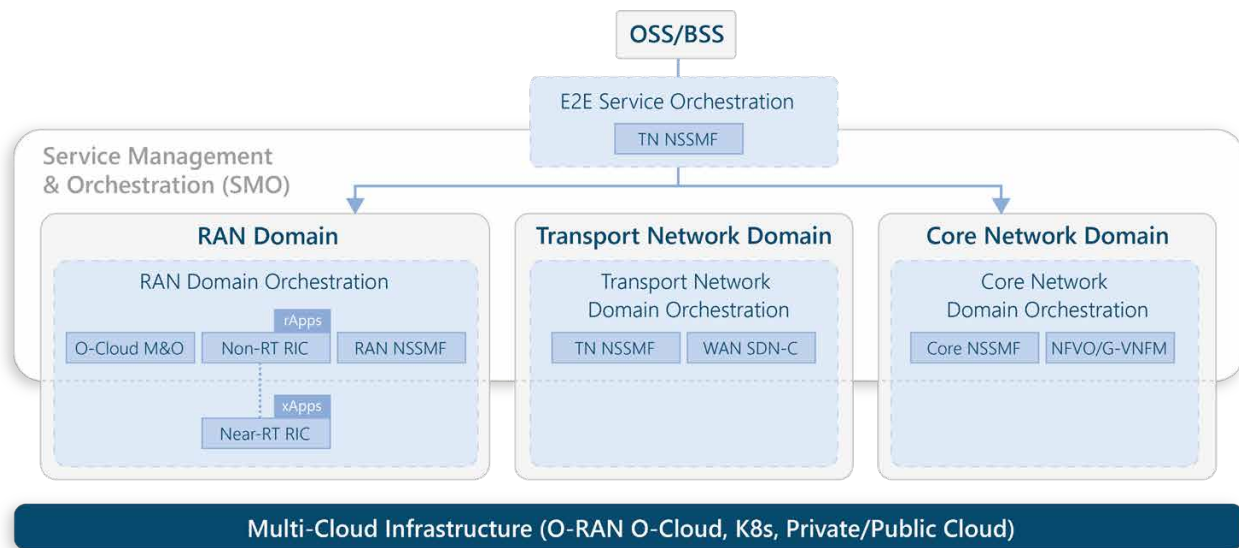 OSS/BSS
E2E Service Orchestration
TN NSSMF
Service Management
& Orchestration (SMO)
RAN Domain
RAN Domain Orchestration
rApps
O-Cloud M&O
Non-RT RIC
RAN NSSMF
xApps
Near-RT RIC
Transport Network Domain
Transport Network
Domain Orchestration
TN NSSMF
WAN SDN-C
Core Network Domain
Core Network
Domain Orchestration
Core NSSMF
NFVO/G-VNFM
Multi-Cloud Infrastructure (O-RAN O-Cloud, K8s, Private/Public Cloud)